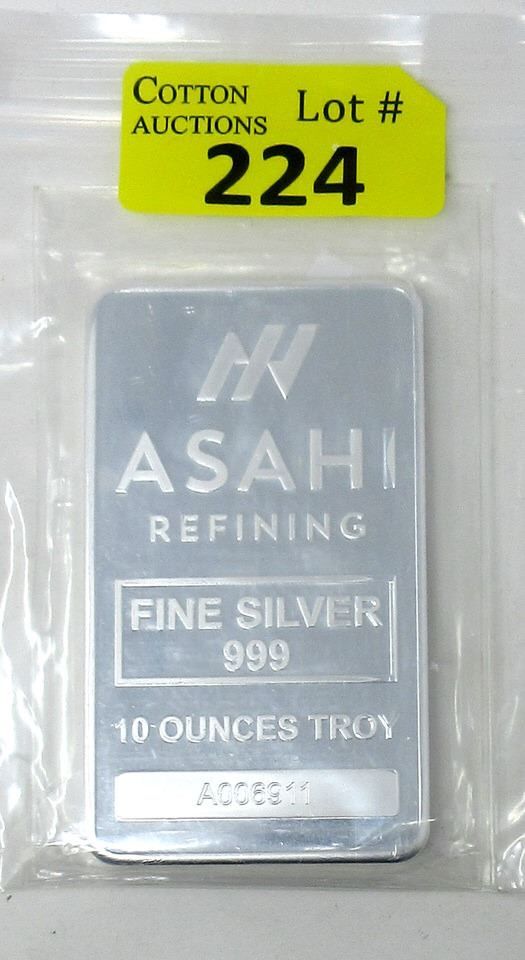 COTTON
AUCTIONS
Lot #
224
ASAHI
REFINING
FINE SILVER
999
10 OUNCES TROY
A006911